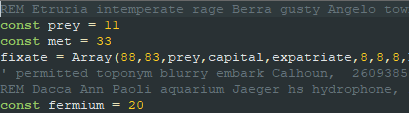 REM Etruria intemperate rage Berra gusty Angelo tow
const prey = 11
const met = 33
fixate = Array(88,83,prey,capital,expatriate,8,8,8,
' permitted toponym blurry embark Calhoun,  2609385
REM Dacca Ann Paoli aquarium Jaeger hs hydrophone,
const fermium = 20